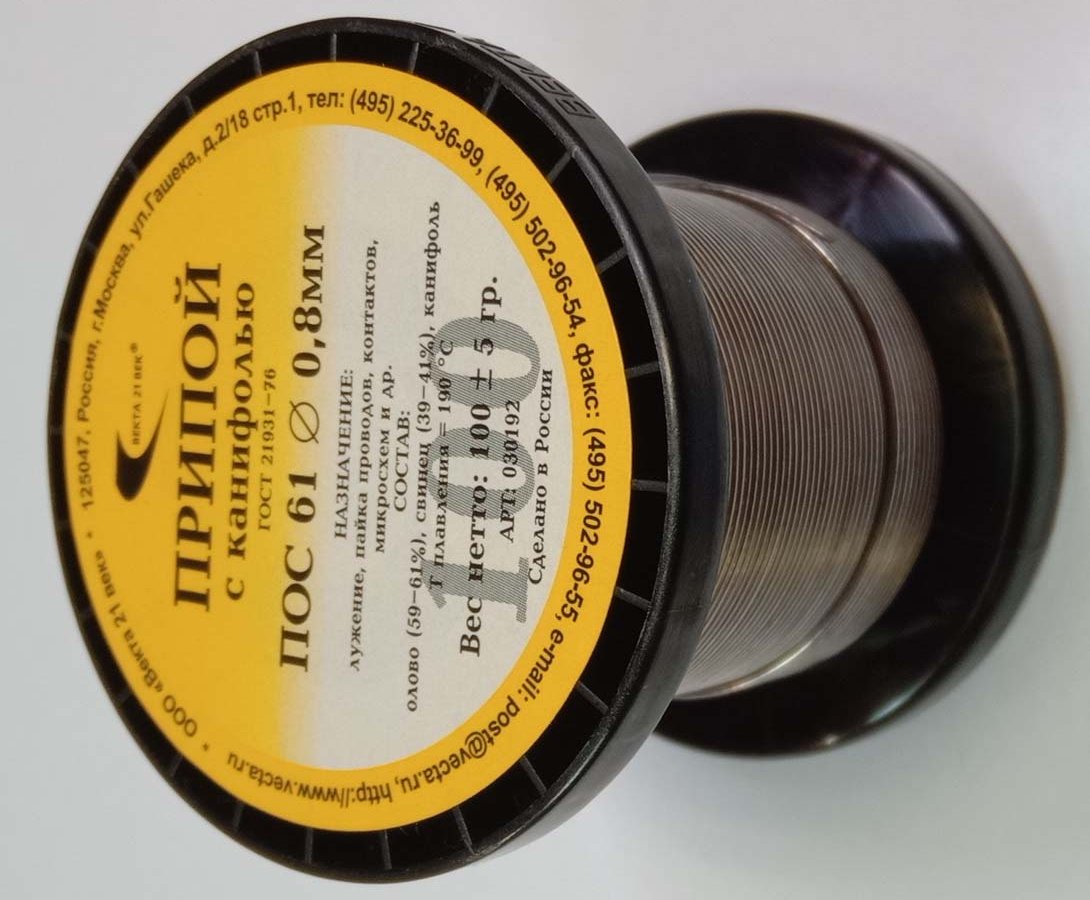 ВЕКТА 21 ВЕК®
ПРИПОЙ
с канифолью
ГОСТ 21931-76
ПОС 61 ∅ 0,8мм
НАЗНАЧЕНИЕ:
лужение, пайка проводов, контактов,
микросхем и др.
СОСТАВ:
олово (59-61%), свинец (39-41%), канифоль
Т плавления = 190 °С
Вес нетто: 100 ± 5 гр.
100
АРТ: 030192
Сделано в России
* ООО «Векта 21 век» * 125047, Россия, г.Москва, ул.Гашека, д.2/18 стр.1, тел: (495) 225-36-99, (495) 502-96-54, факс: (495) 502-96-55, e-mail: post@vecta.ru, http://www.vecta.ru